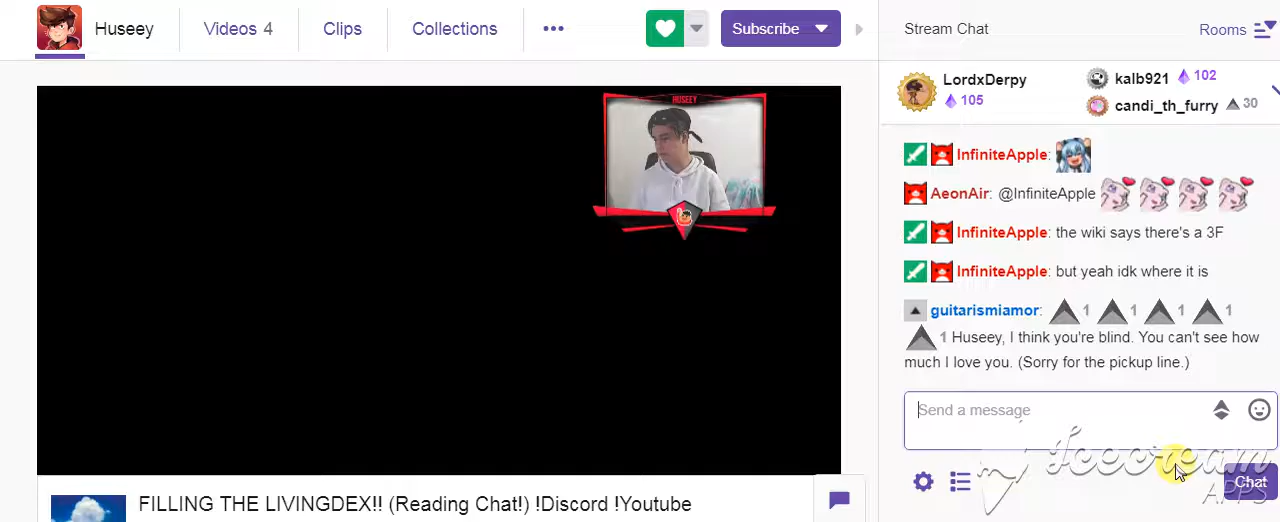 Huseey
Videos 4
Clips
Collections
Subscribe
HUSEEY
FILLING THE LIVINGDEX!! (Reading Chat!) !Discord !Youtube
Stream Chat
Rooms
LordxDerpy
105
kalb921 102
candi_th_furry 30
InfiniteApple:
AeonAir: @InfiniteApple
InfiniteApple: the wiki says there's a 3F
InfiniteApple: but yeah idk where it is
guitarismiamor: 1 1 1 1
1 Huseey, I think you're blind. You can't see how
much I love you. (Sorry for the pickup line.)
Send a message
Chat
Icecream
APPS